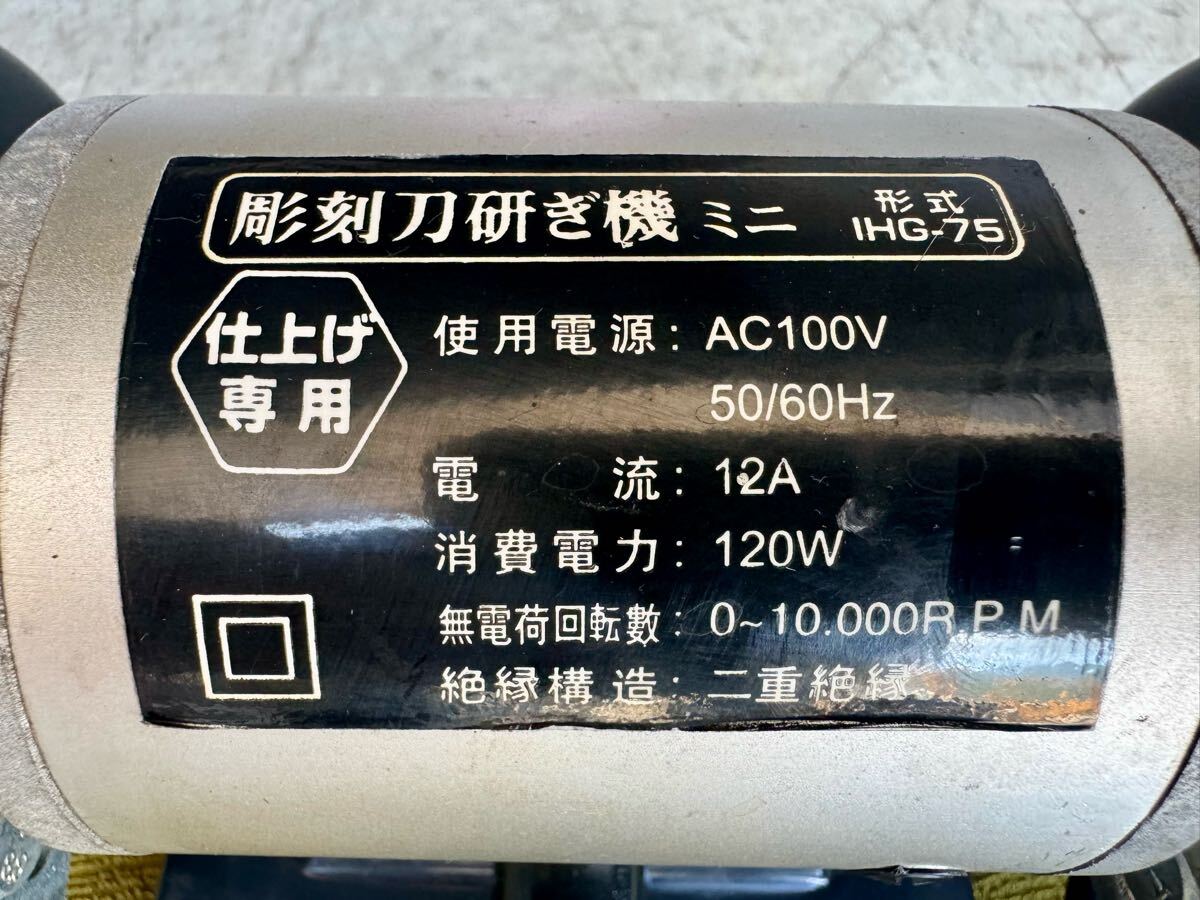 彫刻刀研ぎ機 ミニ 形式 IHG-75
仕上げ
専用
使用電源: AC100V
50/60Hz
電流: 12A
消費電力: 120W
無電荷回転數: 0~10.000R P M
絶縁構造: 二重絶縁